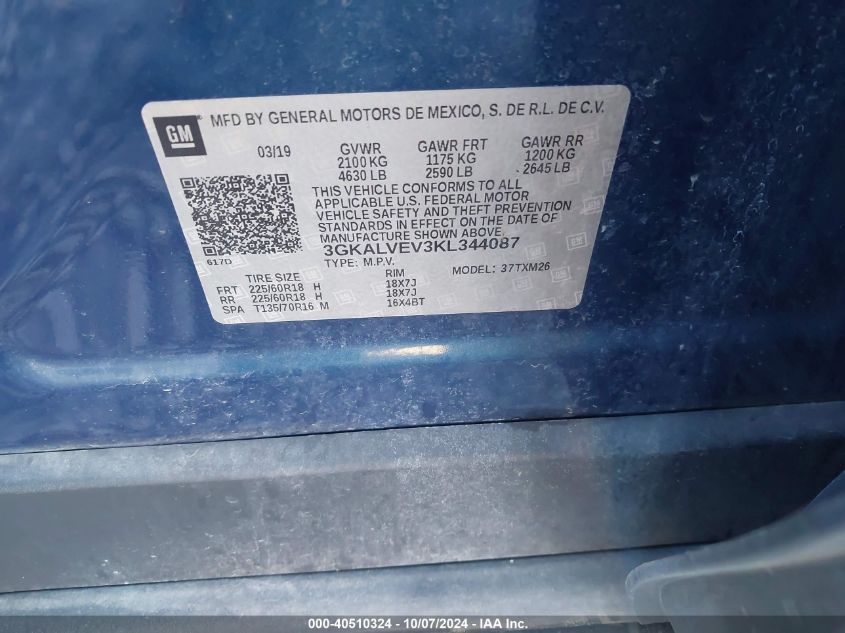 GM
MFD BY GENERAL MOTORS DE MEXICO, S. DE R.L. DE C.V.
03/19 GVWR GAWR FRT GAWR RR
2100 KG 1175 KG 1200 KG
4630 LB 2590 LB 2645 LB
THIS VEHICLE CONFORMS TO ALL
APPLICABLE U.S. FEDERAL MOTOR
VEHICLE SAFETY AND THEFT PREVENTION
STANDARDS IN EFFECT ON THE DATE OF
MANUFACTURE SHOWN ABOVE.
3GKALVEV3KL344087
617D
TYPE: M.P.V. MODEL: 37TXM26
TIRE SIZE RIM
FRT 225/60R18 H 18X7J
RR 225/60R18 H 18X7J
SPA T135/70R16 M 16X4BT
000-40510324 - 10/07/2024 - IAA Inc.